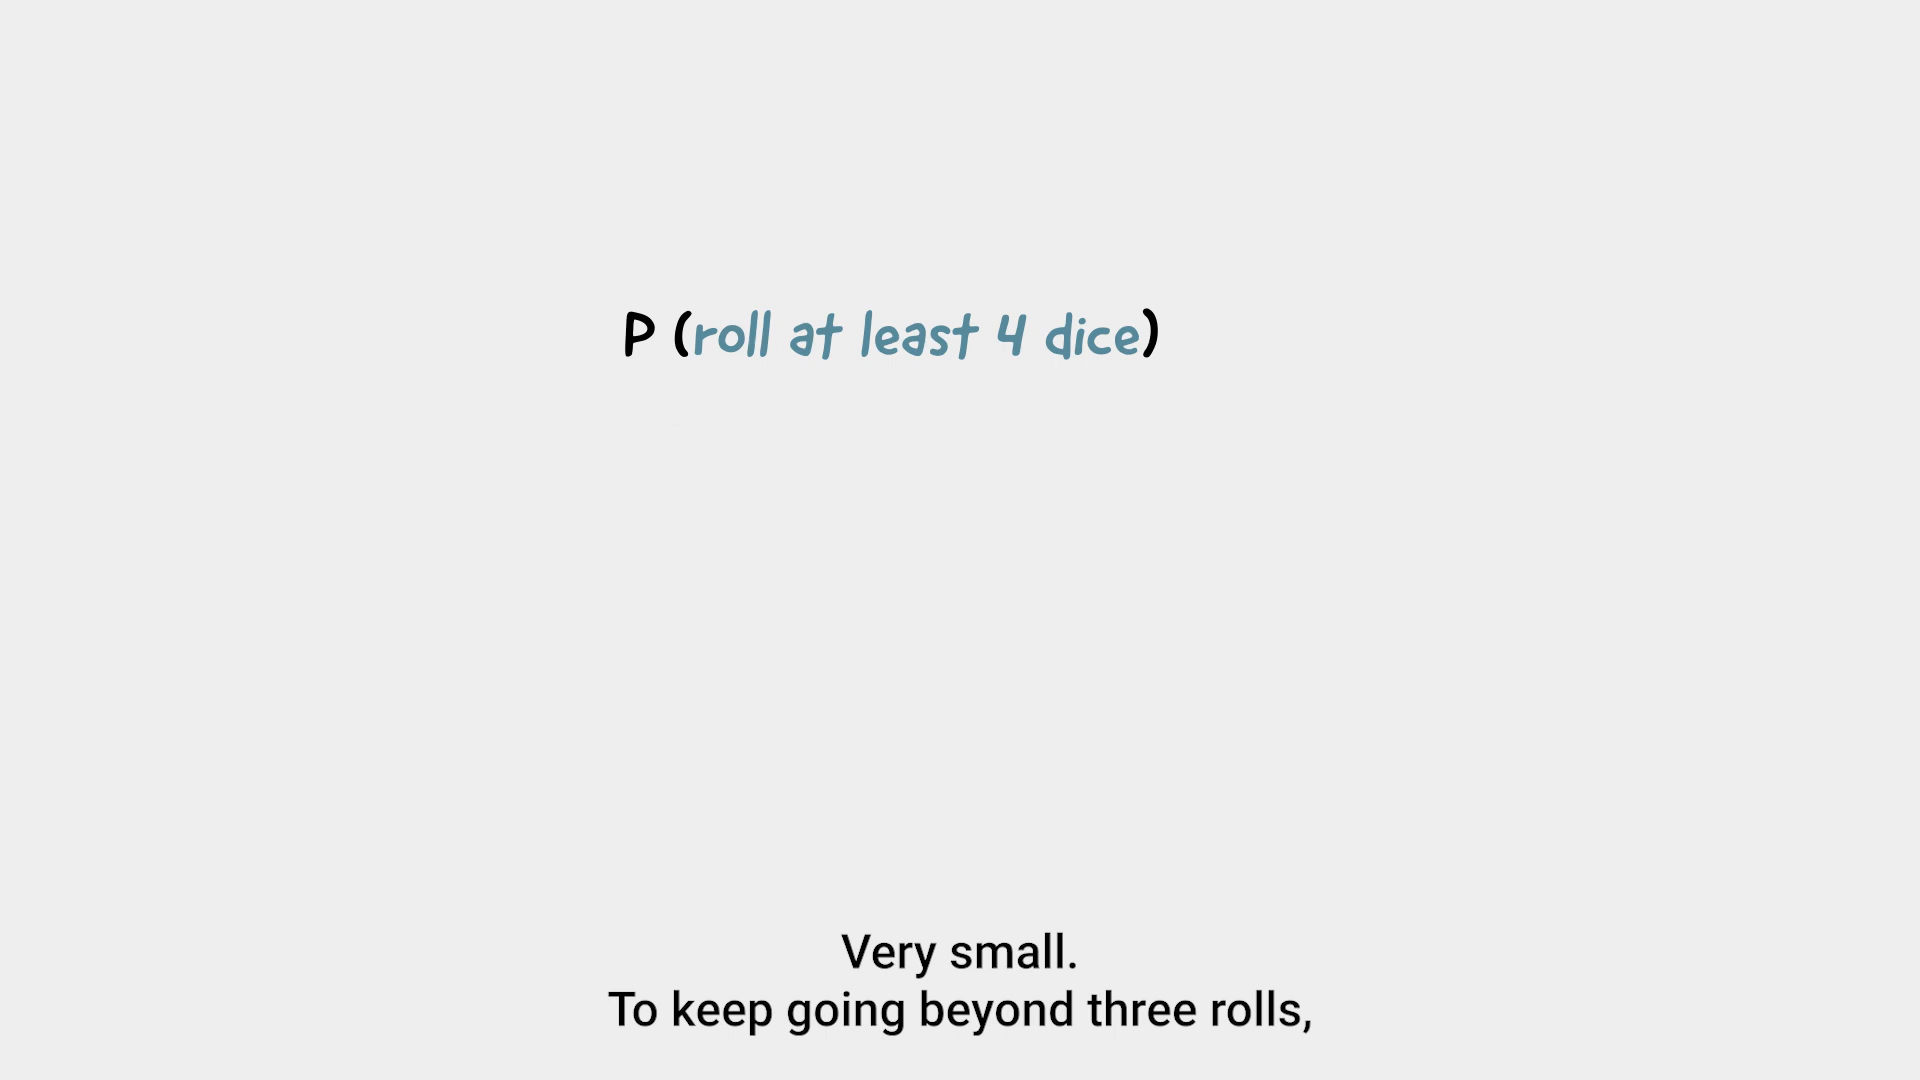 P (roll at least 4 dice)
Very small.
To keep going beyond three rolls,